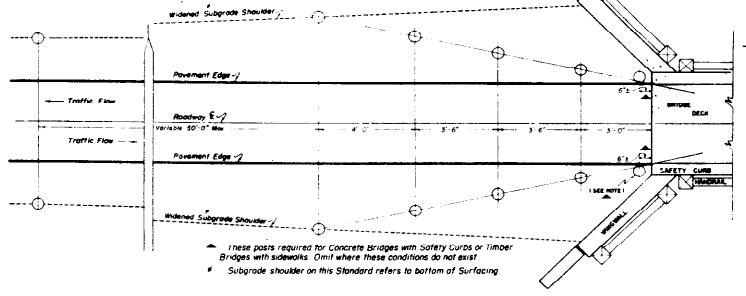 Widened Subgrade Shoulder
Pavement Edge
Traffic Flow
Roadway ℄
6"±
BRIDGE
DECK
Variable 50'-0" Max
4'-0"
3'-6"
3'-6"
3'-0"
Traffic Flow
Pavement Edge
6"±
SAFETY CURB
HANDRAIL
(SEE NOTE)
Widened Subgrade Shoulder
WINGWALL
▲ These posts required for Concrete Bridges with Safety Curbs or Timber
Bridges with sidewalks. Omit where these conditions do not exist
# Subgrade shoulder on this Standard refers to bottom of Surfacing.